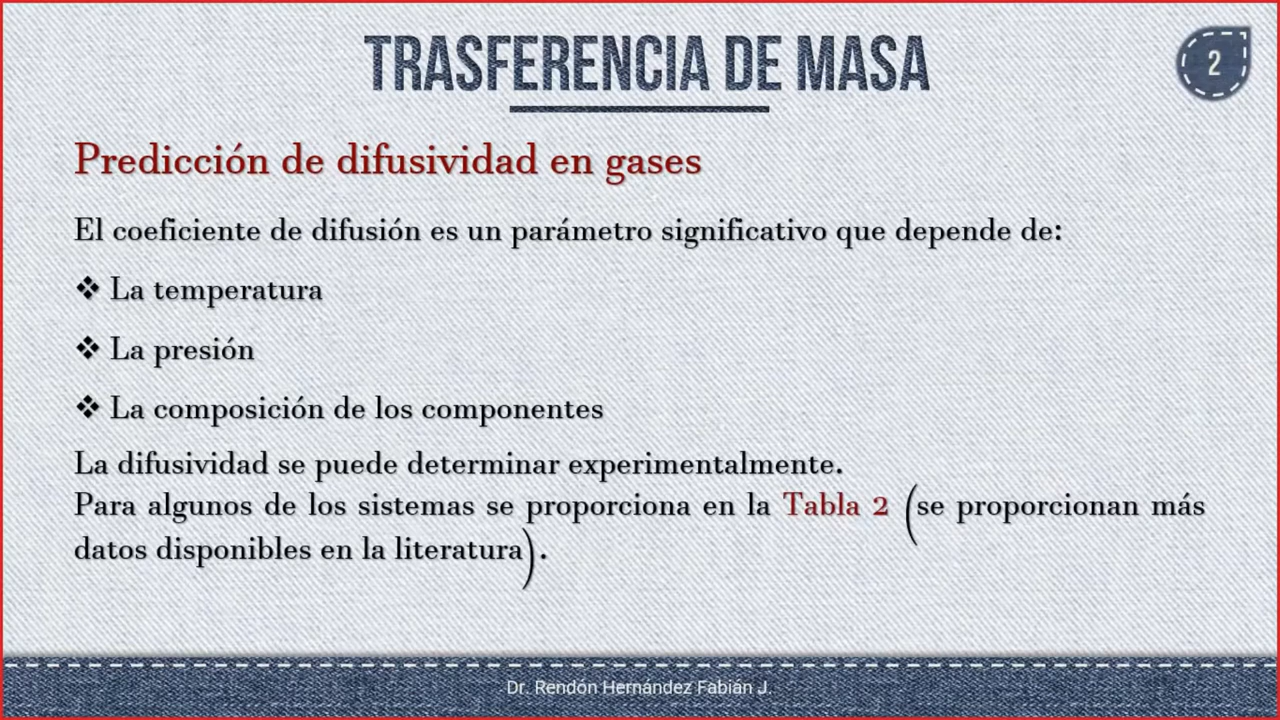 TRASFERENCIA DE MASA
2
Predicción de difusividad en gases
El coeficiente de difusión es un parámetro significativo que depende de:
❖ La temperatura
❖ La presión
❖ La composición de los componentes
La difusividad se puede determinar experimentalmente.
Para algunos de los sistemas se proporciona en la Tabla 2 (se proporcionan más
datos disponibles en la literatura).
Dr. Rendón Hernández Fabián J.